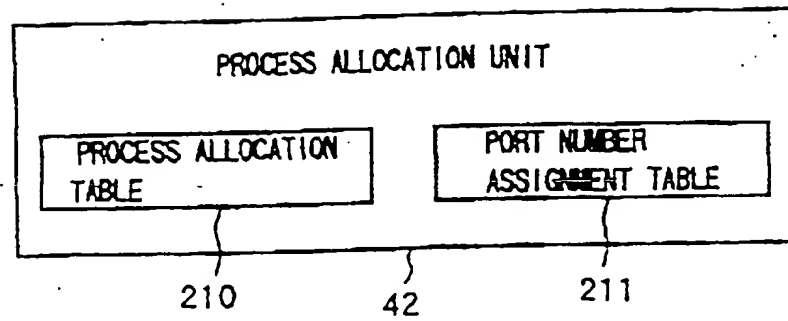 PROCESS ALLOCATION UNIT
PROCESS ALLOCATION
TABLE
PORT NUMBER
ASSIGNMENT TABLE
210
42
211